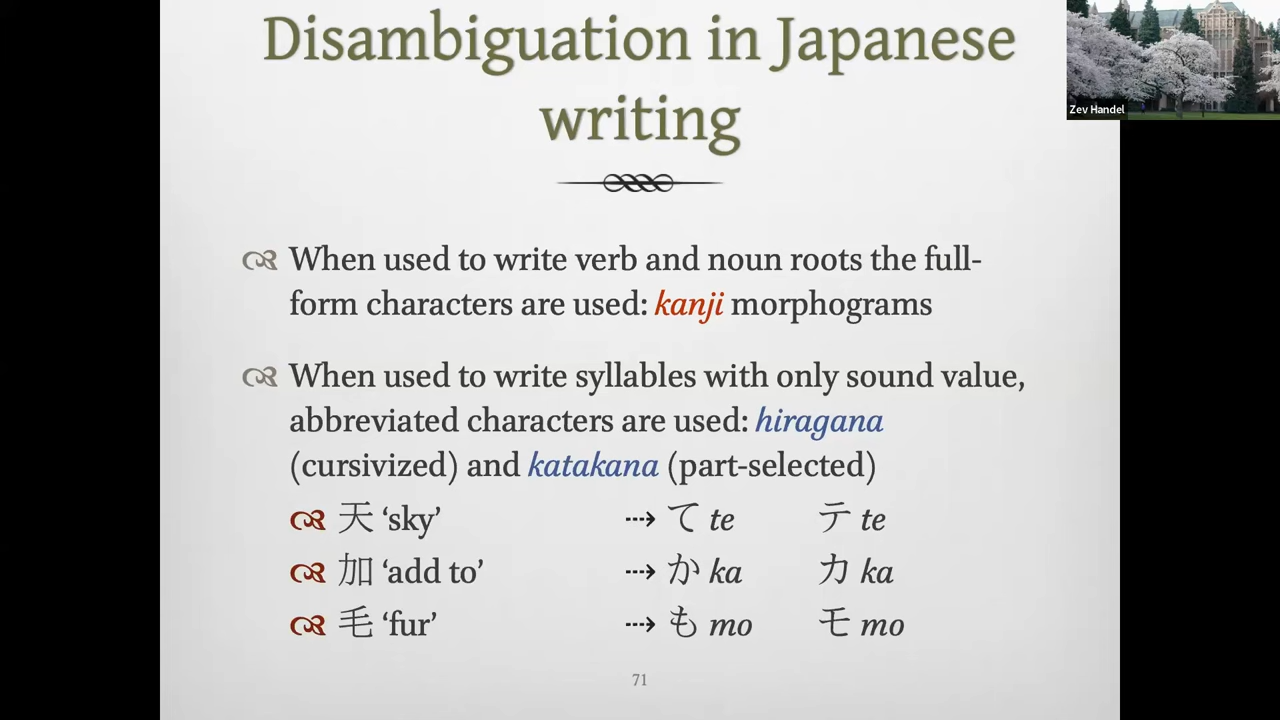 Disambiguation in Japanese
writing
Zev Handel
When used to write verb and noun roots the full-
form characters are used: kanji morphograms
When used to write syllables with only sound value,
abbreviated characters are used: hiragana
(cursivized) and katakana (part-selected)
天 ‘sky’ ⇢ て te テ te
加 ‘add to’ ⇢ か ka カ ka
毛 ‘fur’ ⇢ も mo モ mo
71